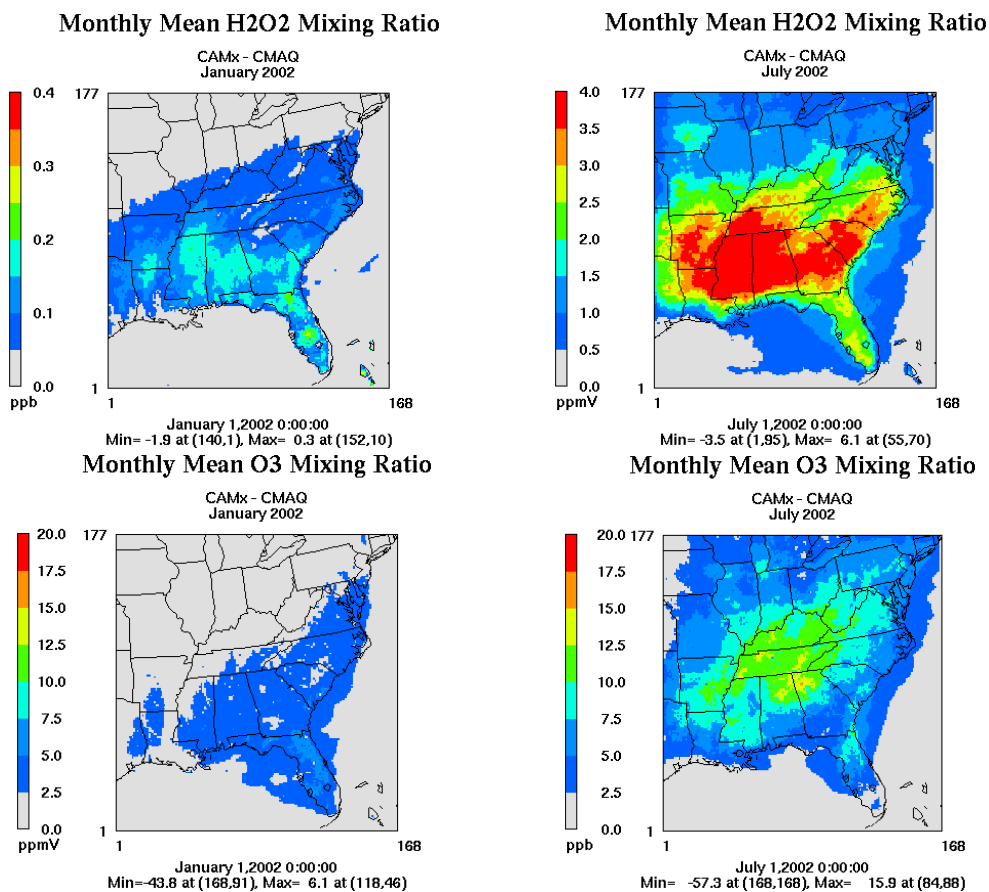 Monthly Mean H2O2 Mixing Ratio
CAMx - CMAQ
January 2002
177
0.4
0.3
0.2
0.1
0.0
ppb
1
1
168
January 1,2002 0:00:00
Min= -1.9 at (140,1), Max= 0.3 at (152,10)
Monthly Mean H2O2 Mixing Ratio
CAMx - CMAQ
July 2002
177
4.0
3.5
3.0
2.5
2.0
1.5
1.0
0.5
0.0
ppmV
1
1
168
July 1,2002 0:00:00
Min= -3.5 at (1,95), Max= 6.1 at (55,70)
Monthly Mean O3 Mixing Ratio
CAMx - CMAQ
January 2002
177
20.0
17.5
15.0
12.5
10.0
7.5
5.0
2.5
0.0
ppmV
1
1
168
January 1,2002 0:00:00
Min=-43.8 at (168,91), Max= 6.1 at (118,46)
Monthly Mean O3 Mixing Ratio
CAMx - CMAQ
July 2002
177
20.0
17.5
15.0
12.5
10.0
7.5
5.0
2.5
0.0
ppb
1
1
168
July 1,2002 0:00:00
Min= -57.3 at (168,168), Max= 15.9 at (84,88)